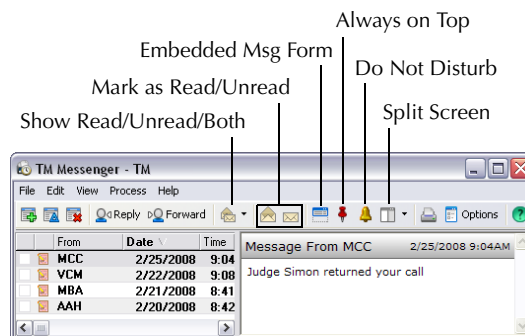 Always on Top
Embedded Msg Form
Do Not Disturb
Mark as Read/Unread
Split Screen
Show Read/Unread/Both
TM Messenger - TM
File Edit View Process Help
Reply Forward Options
From Date Time
MCC 2/25/2008 9:04
VCM 2/22/2008 9:08
MBA 2/21/2008 8:41
AAH 2/20/2008 8:42
Message From MCC 2/25/2008 9:04AM
Judge Simon returned your call